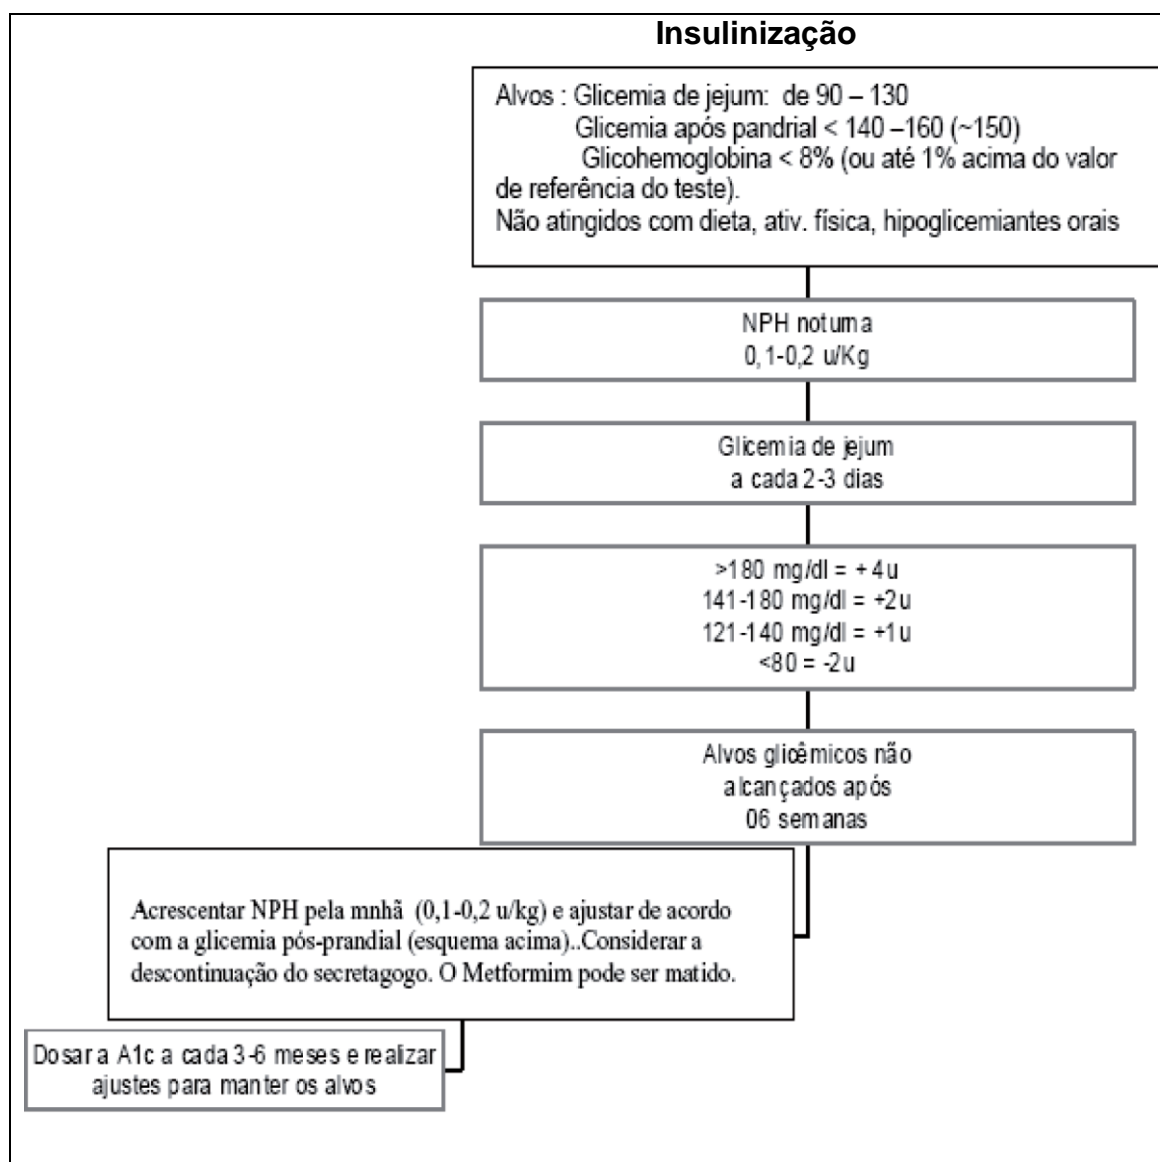 Insulinização
Alvos : Glicemia de jejum: de 90 – 130
Glicemia após pandrial < 140 –160 (~150)
Glicohemoglobina < 8% (ou até 1% acima do valor
de referência do teste).
Não atingidos com dieta, ativ. física, hipoglicemiantes orais
NPH noturna
0,1-0,2 u/Kg
Glicemia de jejum
a cada 2-3 dias
>180 mg/dl = + 4u
141-180 mg/dl = +2u
121-140 mg/dl = +1u
<80 = -2u
Alvos glicêmicos não
alcançados após
06 semanas
Acrescentar NPH pela mnhã (0,1-0,2 u/kg) e ajustar de acordo
com a glicemia pós-prandial (esquema acima)..Considerar a
descontinuação do secretagogo. O Metformim pode ser matido.
Dosar a A1c a cada 3-6 meses e realizar
ajustes para manter os alvos